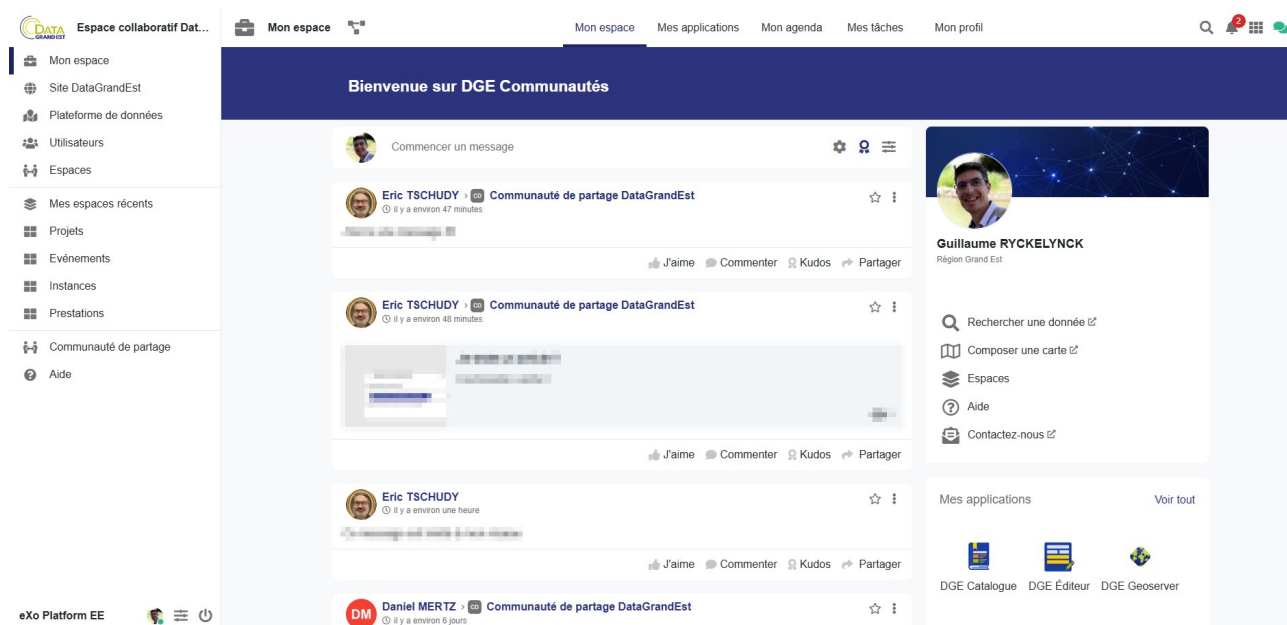 DATA
GRAND EST
Espace collaboratif Dat...
Mon espace
Mon espace
Mes applications
Mon agenda
Mes tâches
Mon profil
2
Mon espace
Site DataGrandEst
Plateforme de données
Utilisateurs
Espaces
Mes espaces récents
Projets
Evénements
Instances
Prestations
Communauté de partage
Aide
eXo Platform EE
Bienvenue sur DGE Communautés
Commencer un message
Eric TSCHUDY > CD Communauté de partage DataGrandEst
il y a environ 47 minutes
J'aime Commenter Kudos Partager
Eric TSCHUDY > CD Communauté de partage DataGrandEst
il y a environ 48 minutes
J'aime Commenter Kudos Partager
Eric TSCHUDY
il y a environ une heure
J'aime Commenter Kudos Partager
DM Daniel MERTZ > CD Communauté de partage DataGrandEst
il y a environ 6 jours
Guillaume RYCKELYNCK
Région Grand Est
Rechercher une donnée
Composer une carte
Espaces
Aide
Contactez-nous
Mes applications Voir tout
DGE Catalogue DGE Éditeur DGE Geoserver